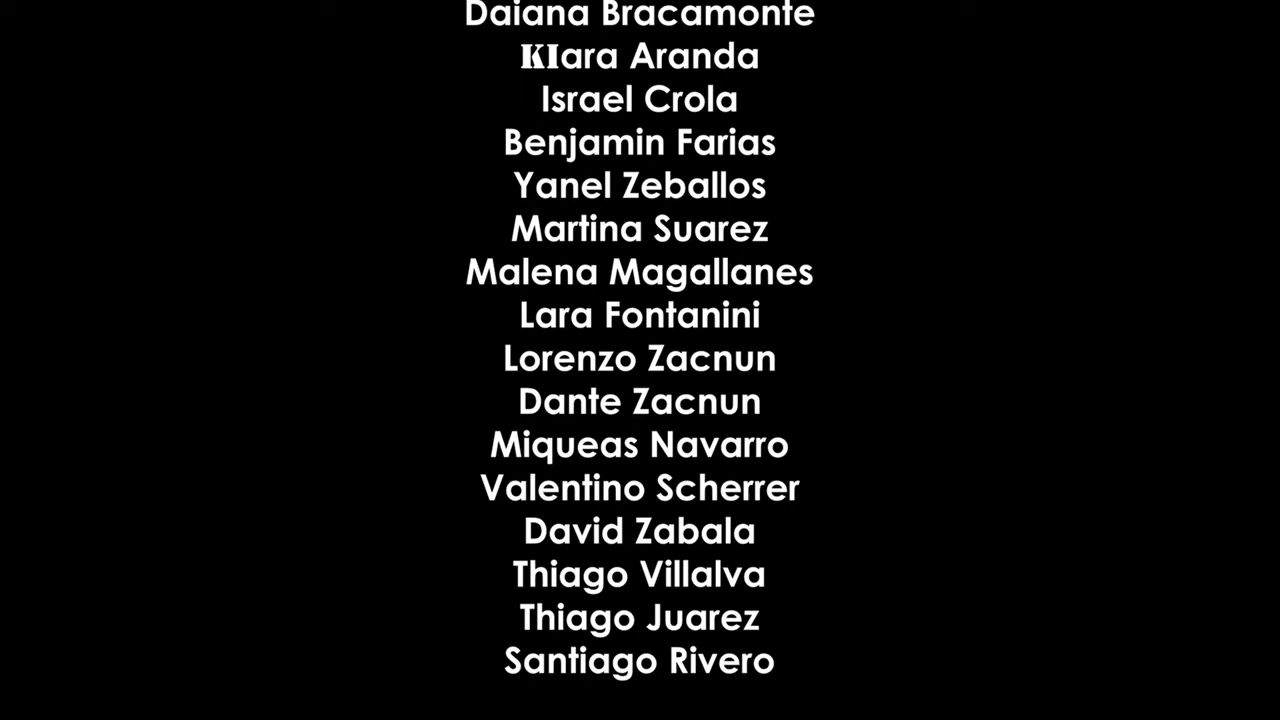 Daiana Bracamonte
KIara Aranda
Israel Crola
Benjamin Farias
Yanel Zeballos
Martina Suarez
Malena Magallanes
Lara Fontanini
Lorenzo Zacnun
Dante Zacnun
Miqueas Navarro
Valentino Scherrer
David Zabala
Thiago Villalva
Thiago Juarez
Santiago Rivero